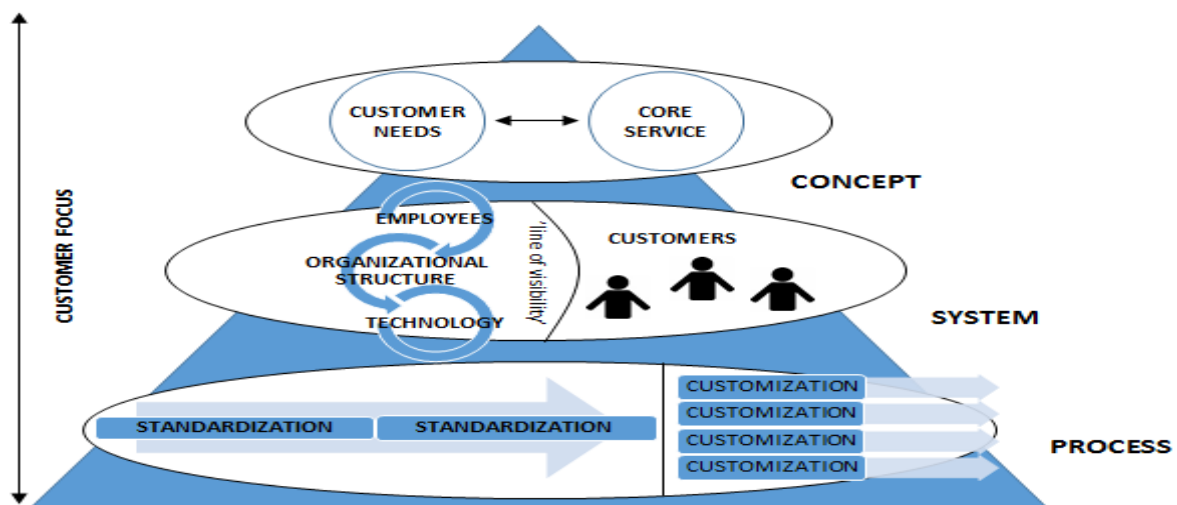 CUSTOMER
NEEDS
CORE
SERVICE
CONCEPT
CUSTOMER FOCUS
EMPLOYEES
ORGANIZATIONAL
STRUCTURE
TECHNOLOGY
'line of visibility'
CUSTOMERS
SYSTEM
STANDARDIZATION
STANDARDIZATION
CUSTOMIZATION
CUSTOMIZATION
CUSTOMIZATION
CUSTOMIZATION
PROCESS